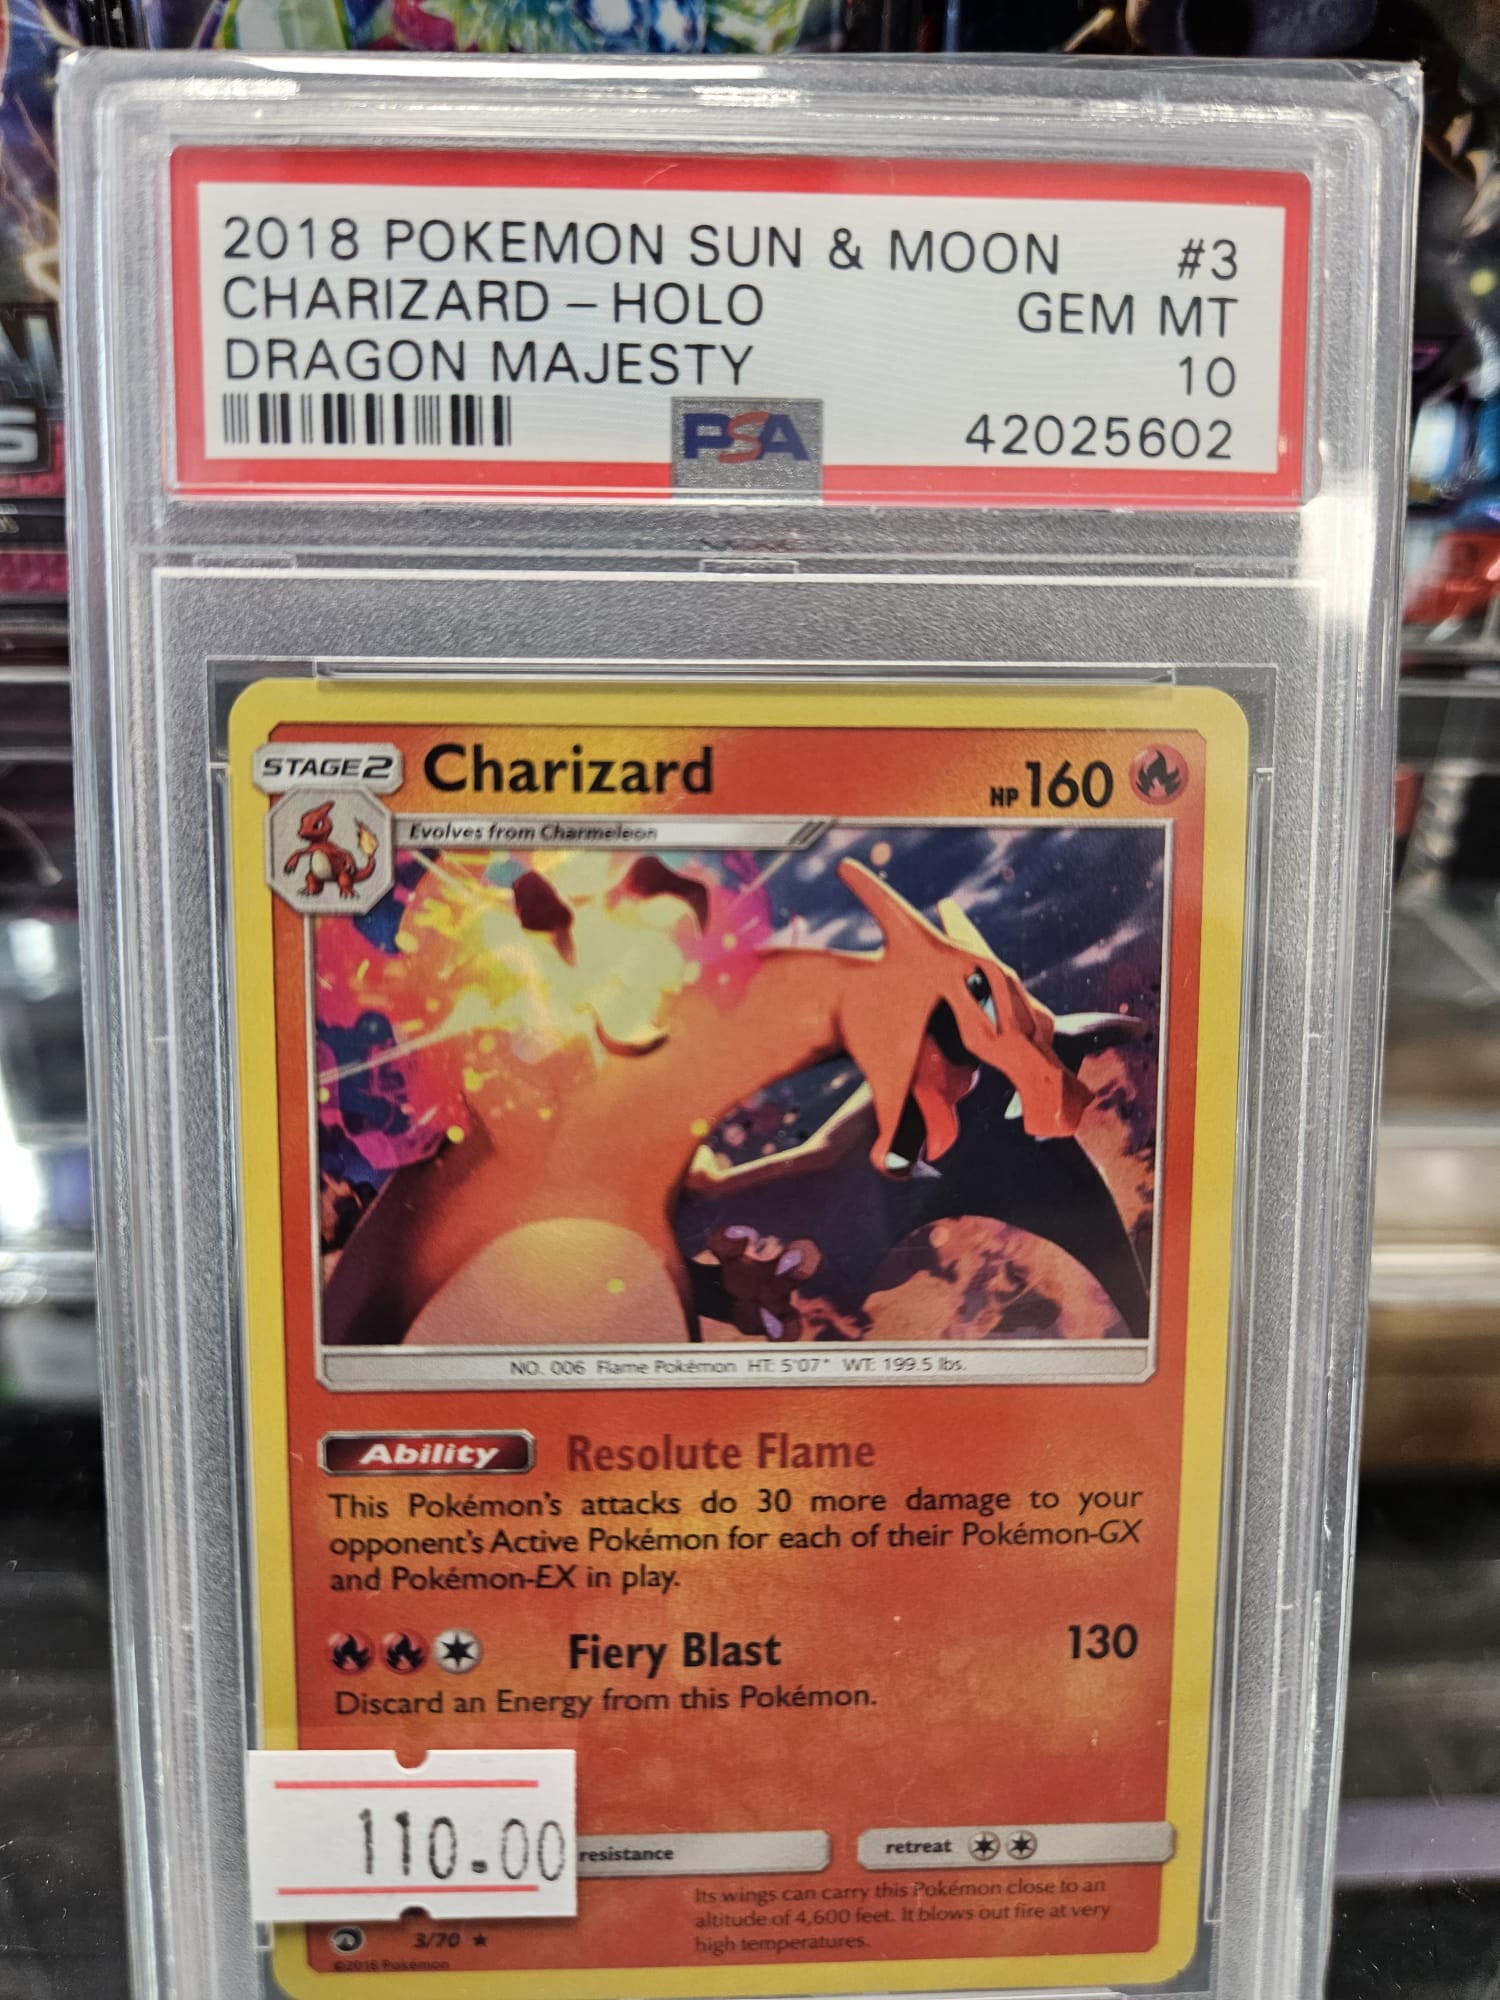 2018 POKEMON SUN & MOON #3
CHARIZARD – HOLO GEM MT
DRAGON MAJESTY 10
PSA 42025602
STAGE2 Charizard HP160
Evolves from Charmeleon
NO. 006 Flame Pokémon HT: 5'07" WT: 199.5 lbs.
Ability Resolute Flame
This Pokémon's attacks do 30 more damage to your
opponent's Active Pokémon for each of their Pokémon-GX
and Pokémon-EX in play.
Fiery Blast 130
Discard an Energy from this Pokémon.
110.00
resistance retreat
Its wings can carry this Pokémon close to an
altitude of 4,600 feet. It blows out fire at very
high temperatures.
3/70 ★
©2018 Pokémon